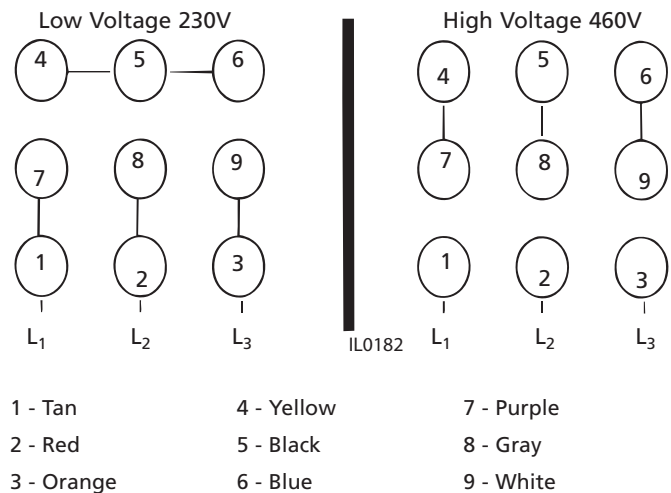 Low Voltage 230V
4 5 6
7 8 9
1 2 3
L₁ L₂ L₃
High Voltage 460V
4 5 6
7 8 9
1 2 3
L₁ L₂ L₃
IL0182
1 - Tan 4 - Yellow 7 - Purple
2 - Red 5 - Black 8 - Gray
3 - Orange 6 - Blue 9 - White